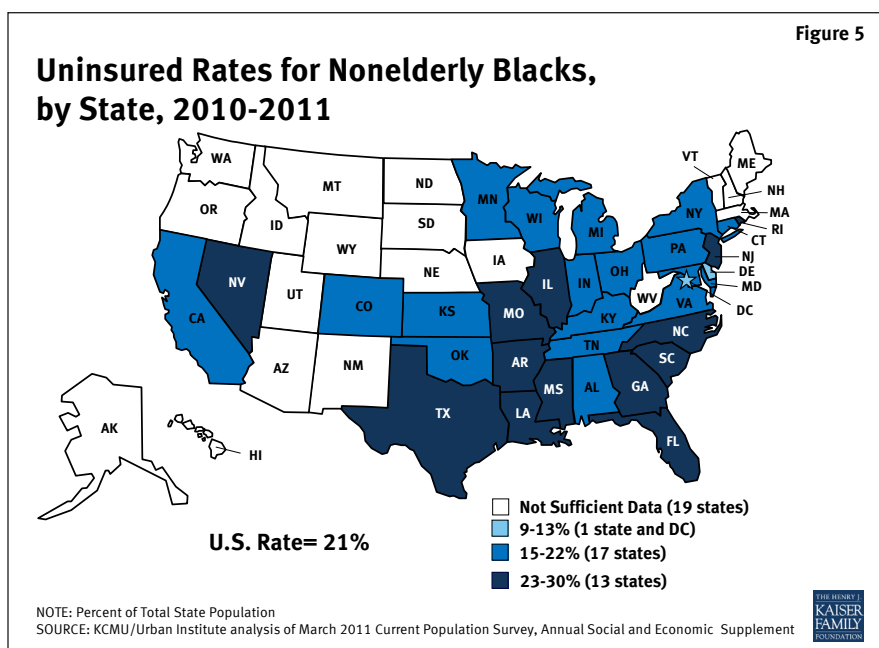 Figure 5
Uninsured Rates for Nonelderly Blacks,
by State, 2010-2011
WA
MT
ND
MN
VT
ME
NH
OR
ID
SD
WI
MI
NY
MA
RI
WY
CT
PA
NJ
IA
NE
DE
OH
IN
IL
NV
UT
MD
WV
CO
VA
DC
KS
MO
KY
CA
NC
TN
OK
AZ
NM
AR
SC
MS
AL
GA
TX
LA
AK
FL
HI
Not Sufficient Data (19 states)
9-13% (1 state and DC)
U.S. Rate= 21%
15-22% (17 states)
23-30% (13 states)
NOTE: Percent of Total State Population
SOURCE: KCMU/Urban Institute analysis of March 2011 Current Population Survey, Annual Social and Economic Supplement
THE HENRY J.
KAISER
FAMILY
FOUNDATION